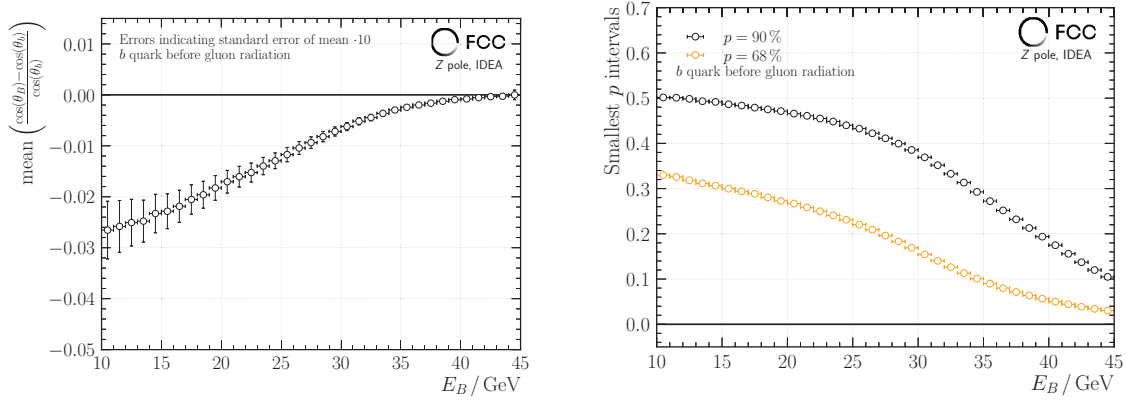 Errors indicating standard error of mean ·10
b quark before gluon radiation
FCC
Z pole, IDEA
mean ( cos(θ_B)−cos(θ_b) / cos(θ_b) )
0.01
0.00
−0.01
−0.02
−0.03
−0.04
−0.05
10 15 20 25 30 35 40 45
E_B / GeV
p = 90 %
p = 68 %
b quark before gluon radiation
FCC
Z pole, IDEA
Smallest p intervals
0.7
0.6
0.5
0.4
0.3
0.2
0.1
0.0
10 15 20 25 30 35 40 45
E_B / GeV